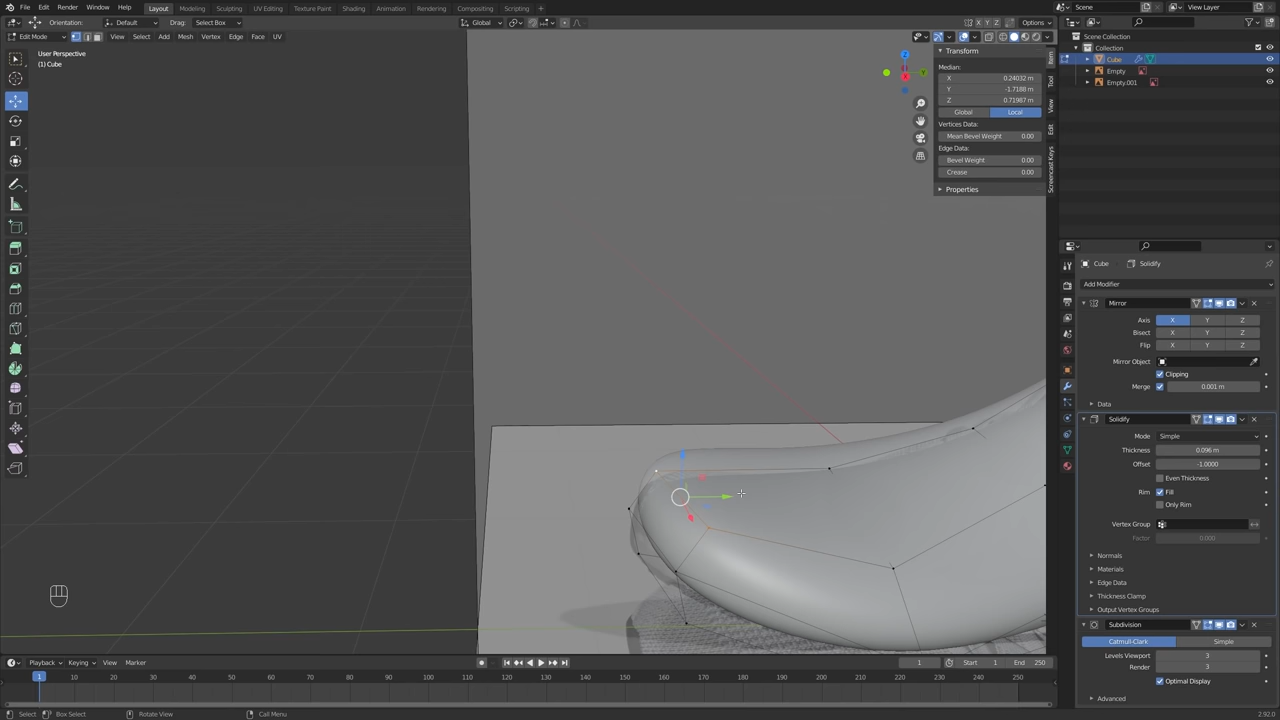 File Edit Render Window Help Layout Modeling Sculpting UV Editing Texture Paint Shading Animation Rendering Compositing Scripting + Scene View Layer
Orientation: Default Drag: Select Box Global X Y Z Options
Edit Mode View Select Add Mesh Vertex Edge Face UV
User Perspective
(1) Cube
Transform
Median:
X 0.24032 m
Y -1.7188 m
Z 0.71987 m
Global Local
Vertices Data:
Mean Bevel Weight 0.00
Edge Data:
Bevel Weight 0.00
Crease 0.00
Properties
Item
Tool
View
Edit
Screencast Keys
Scene Collection
Collection
Cube
Empty
Empty.001
Cube Solidify
Add Modifier
Mirror
Axis X Y Z
Bisect X Y Z
Flip X Y Z
Mirror Object
Clipping
Merge 0.001 m
Data
Solidify
Mode Simple
Thickness 0.096 m
Offset -1.0000
Even Thickness
Rim Fill
Only Rim
Vertex Group
Factor 0.000
Normals
Materials
Edge Data
Thickness Clamp
Output Vertex Groups
Subdivision
Catmull-Clark Simple
Levels Viewport 3
Render 3
Optimal Display
Advanced
Playback Keying View Marker 1 Start 1 End 250
1 10 20 30 40 50 60 70 80 90 100 110 120 130 140 150 160 170 180 190 200 210 220 230 240 250
Select Box Select Rotate View Call Menu 2.92.0